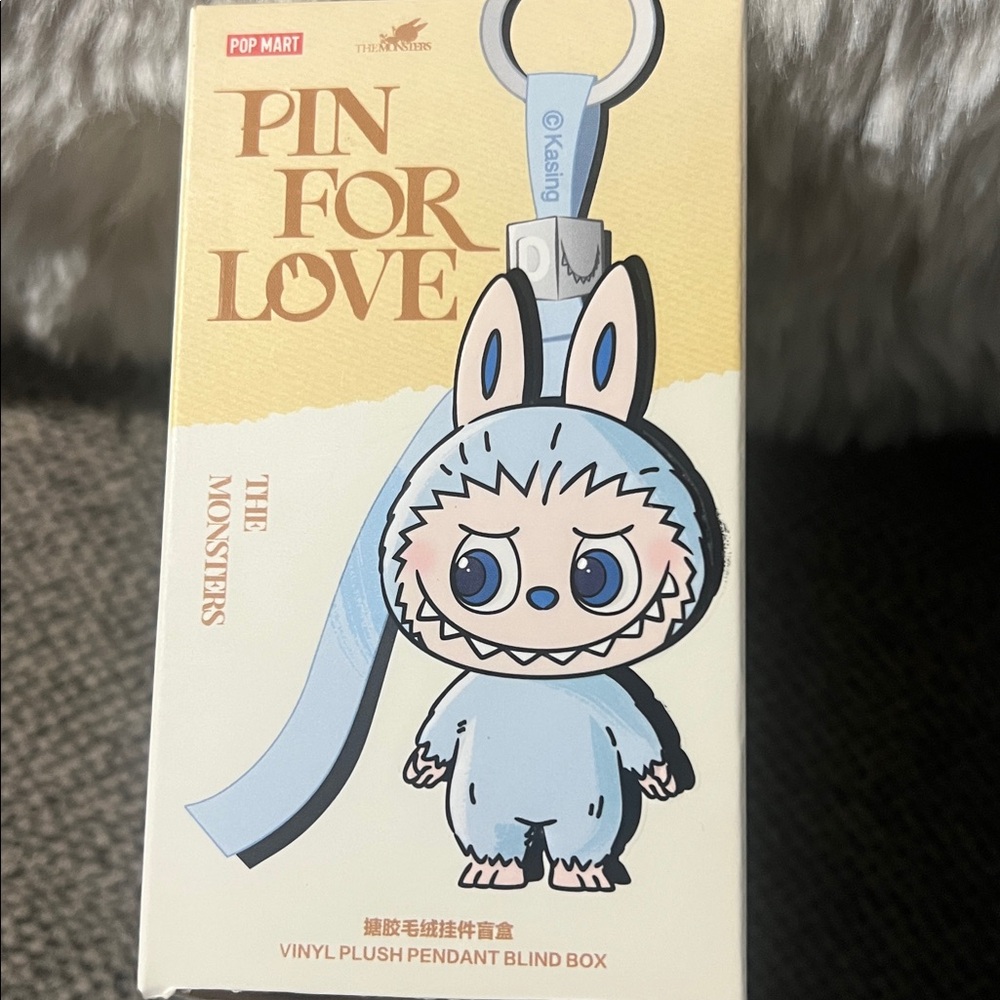 POP MART
THE MONSTERS
PIN
FOR
LOVE
© Kasing
D
THE
MONSTERS
搪胶毛绒挂件盲盒
VINYL PLUSH PENDANT BLIND BOX